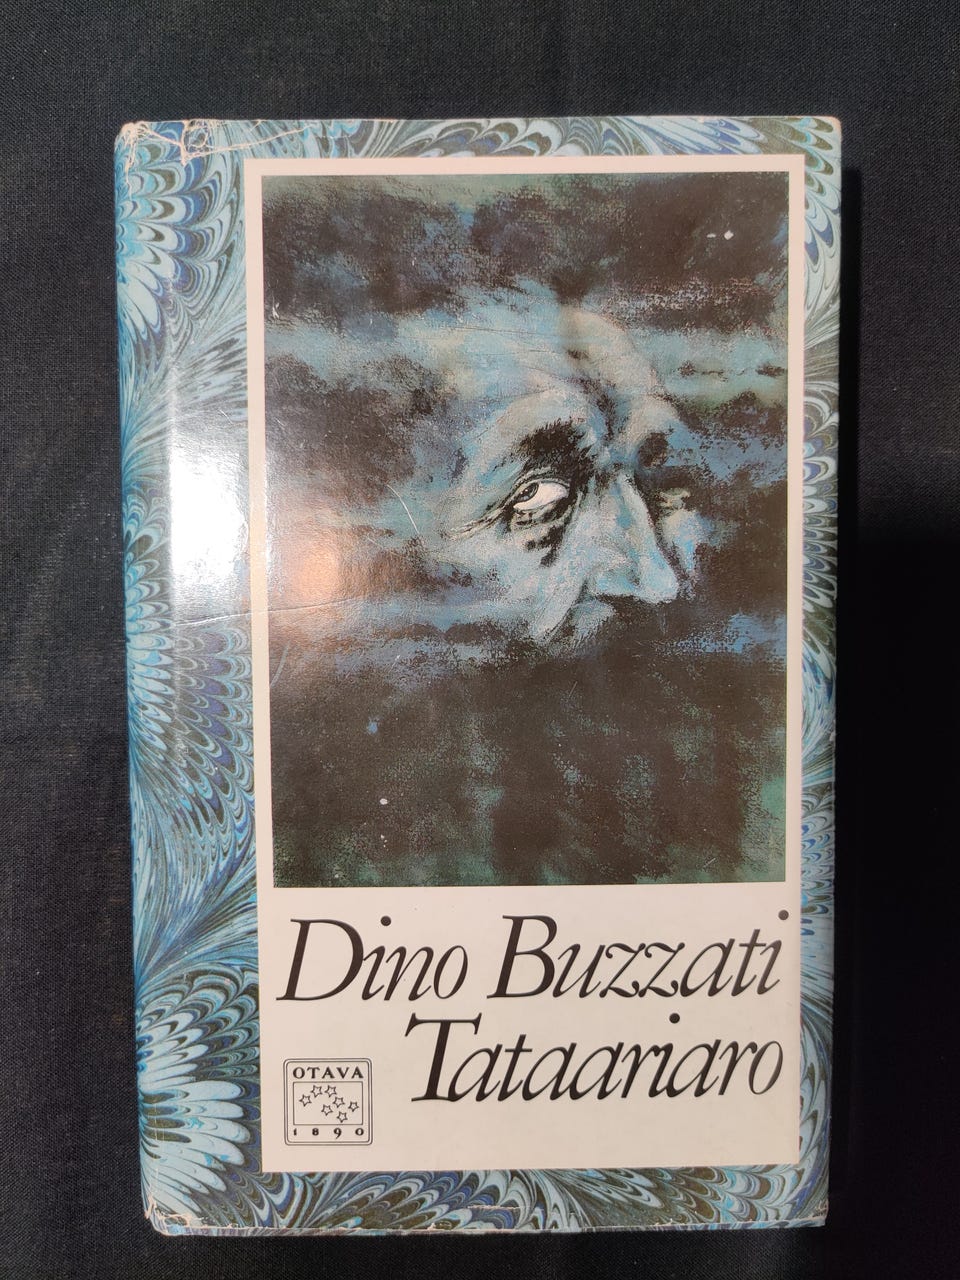 Dino Buzzati
Tataariaro
OTAVA
1890